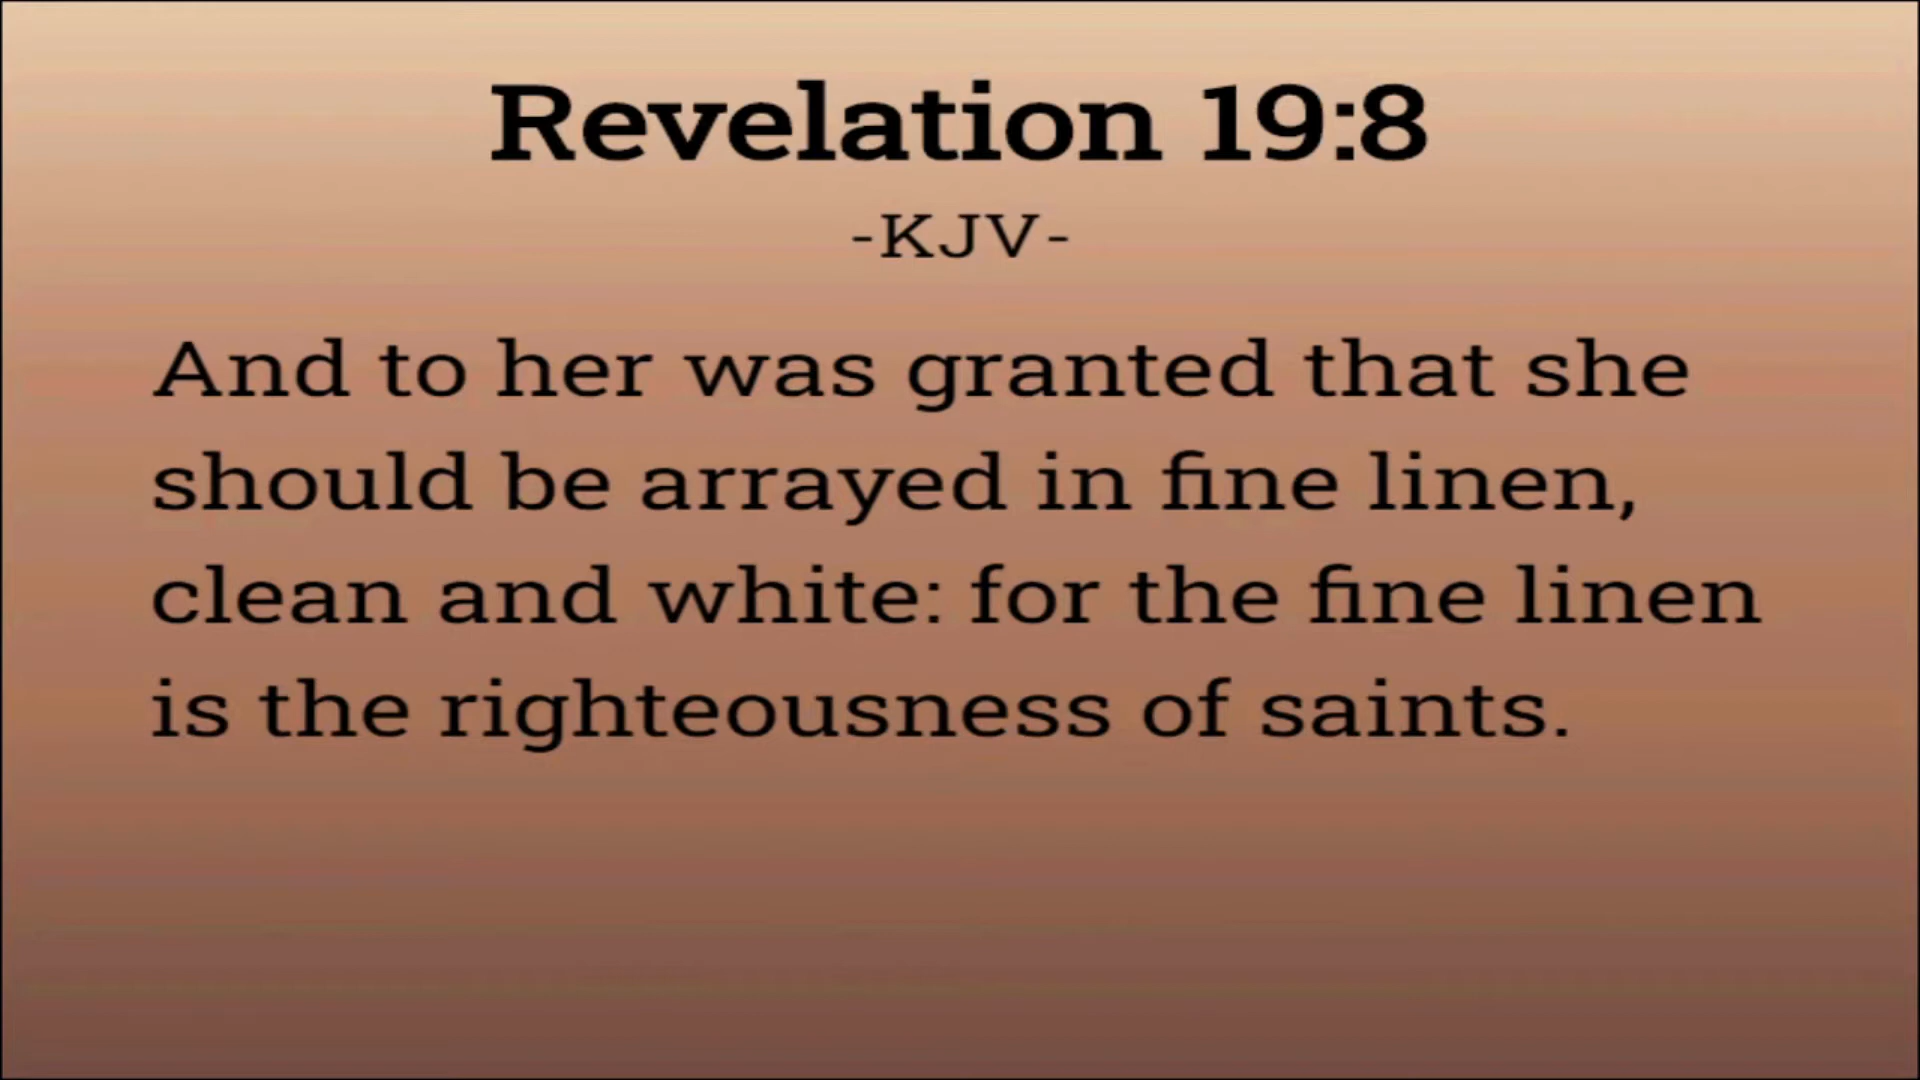 Revelation 19:8
-KJV-
And to her was granted that she
should be arrayed in fine linen,
clean and white: for the fine linen
is the righteousness of saints.